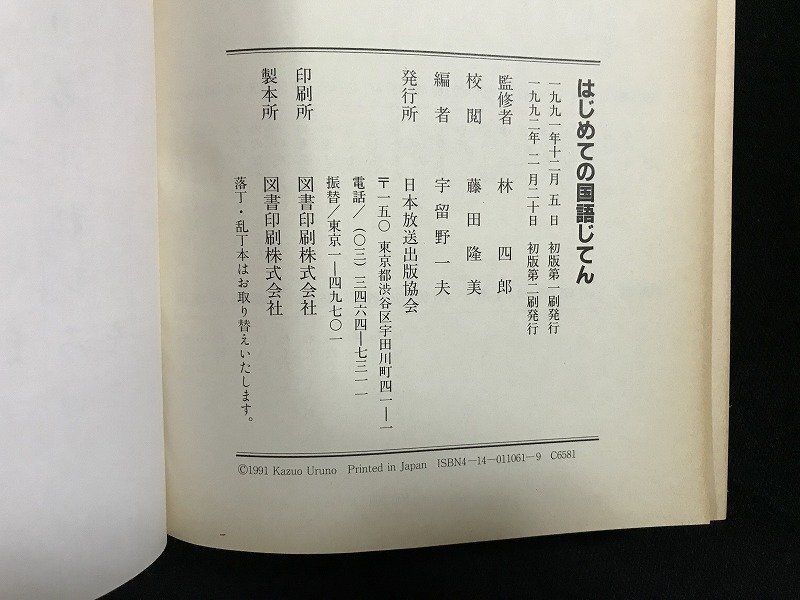 はじめての国語じてん
一九九一年十二月 五 日 初版第一刷発行
一九九二年 二月二十日 初版第二刷発行
監修者 林 四 郎
校 閲 藤 田 隆 美
編 者 宇 留 野 一 夫
発行所 日本放送出版協会
〒一五〇 東京都渋谷区宇田川町四一―一
電話/(〇三)三四六四―七三一一
振替/東京一―四九七〇一
印刷所 図書印刷株式会社
製本所 図書印刷株式会社
落丁・乱丁本はお取り替えいたします。
©1991 Kazuo Uruno Printed in Japan ISBN4―14―011061―9 C6581